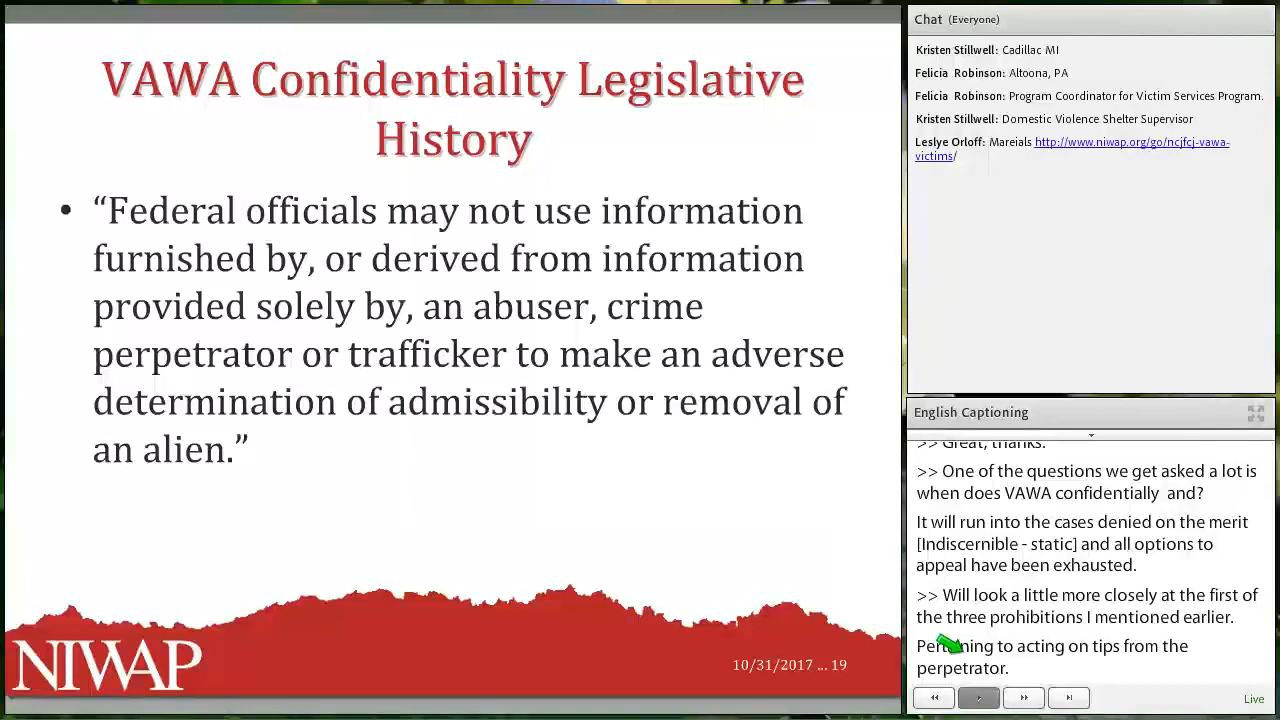 VAWA Confidentiality Legislative
History
• “Federal officials may not use information
furnished by, or derived from information
provided solely by, an abuser, crime
perpetrator or trafficker to make an adverse
determination of admissibility or removal of
an alien.”
NIWAP
10/31/2017 ... 19
Chat (Everyone)
Kristen Stillwell: Cadillac MI
Felicia Robinson: Altoona, PA
Felicia Robinson: Program Coordinator for Victim Services Program.
Kristen Stillwell: Domestic Violence Shelter Supervisor
Leslye Orloff: Mareials http://www.niwap.org/go/ncjfcj-vawa-
victims/
English Captioning
>> Great, thanks.
>> One of the questions we get asked a lot is
when does VAWA confidentially and?
It will run into the cases denied on the merit
[Indiscernible - static] and all options to
appeal have been exhausted.
>> Will look a little more closely at the first of
the three prohibitions I mentioned earlier.
Pertaining to acting on tips from the
perpetrator.
Live